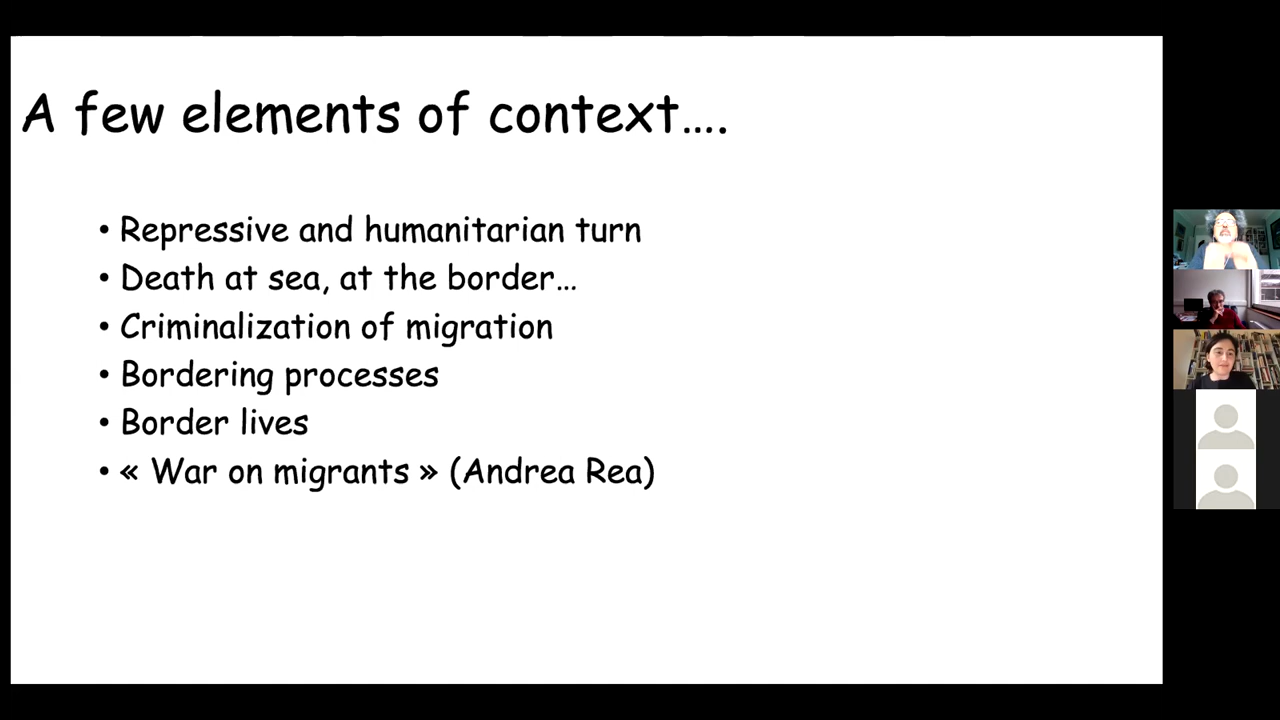 A few elements of context....
• Repressive and humanitarian turn
• Death at sea, at the border…
• Criminalization of migration
• Bordering processes
• Border lives
• « War on migrants » (Andrea Rea)